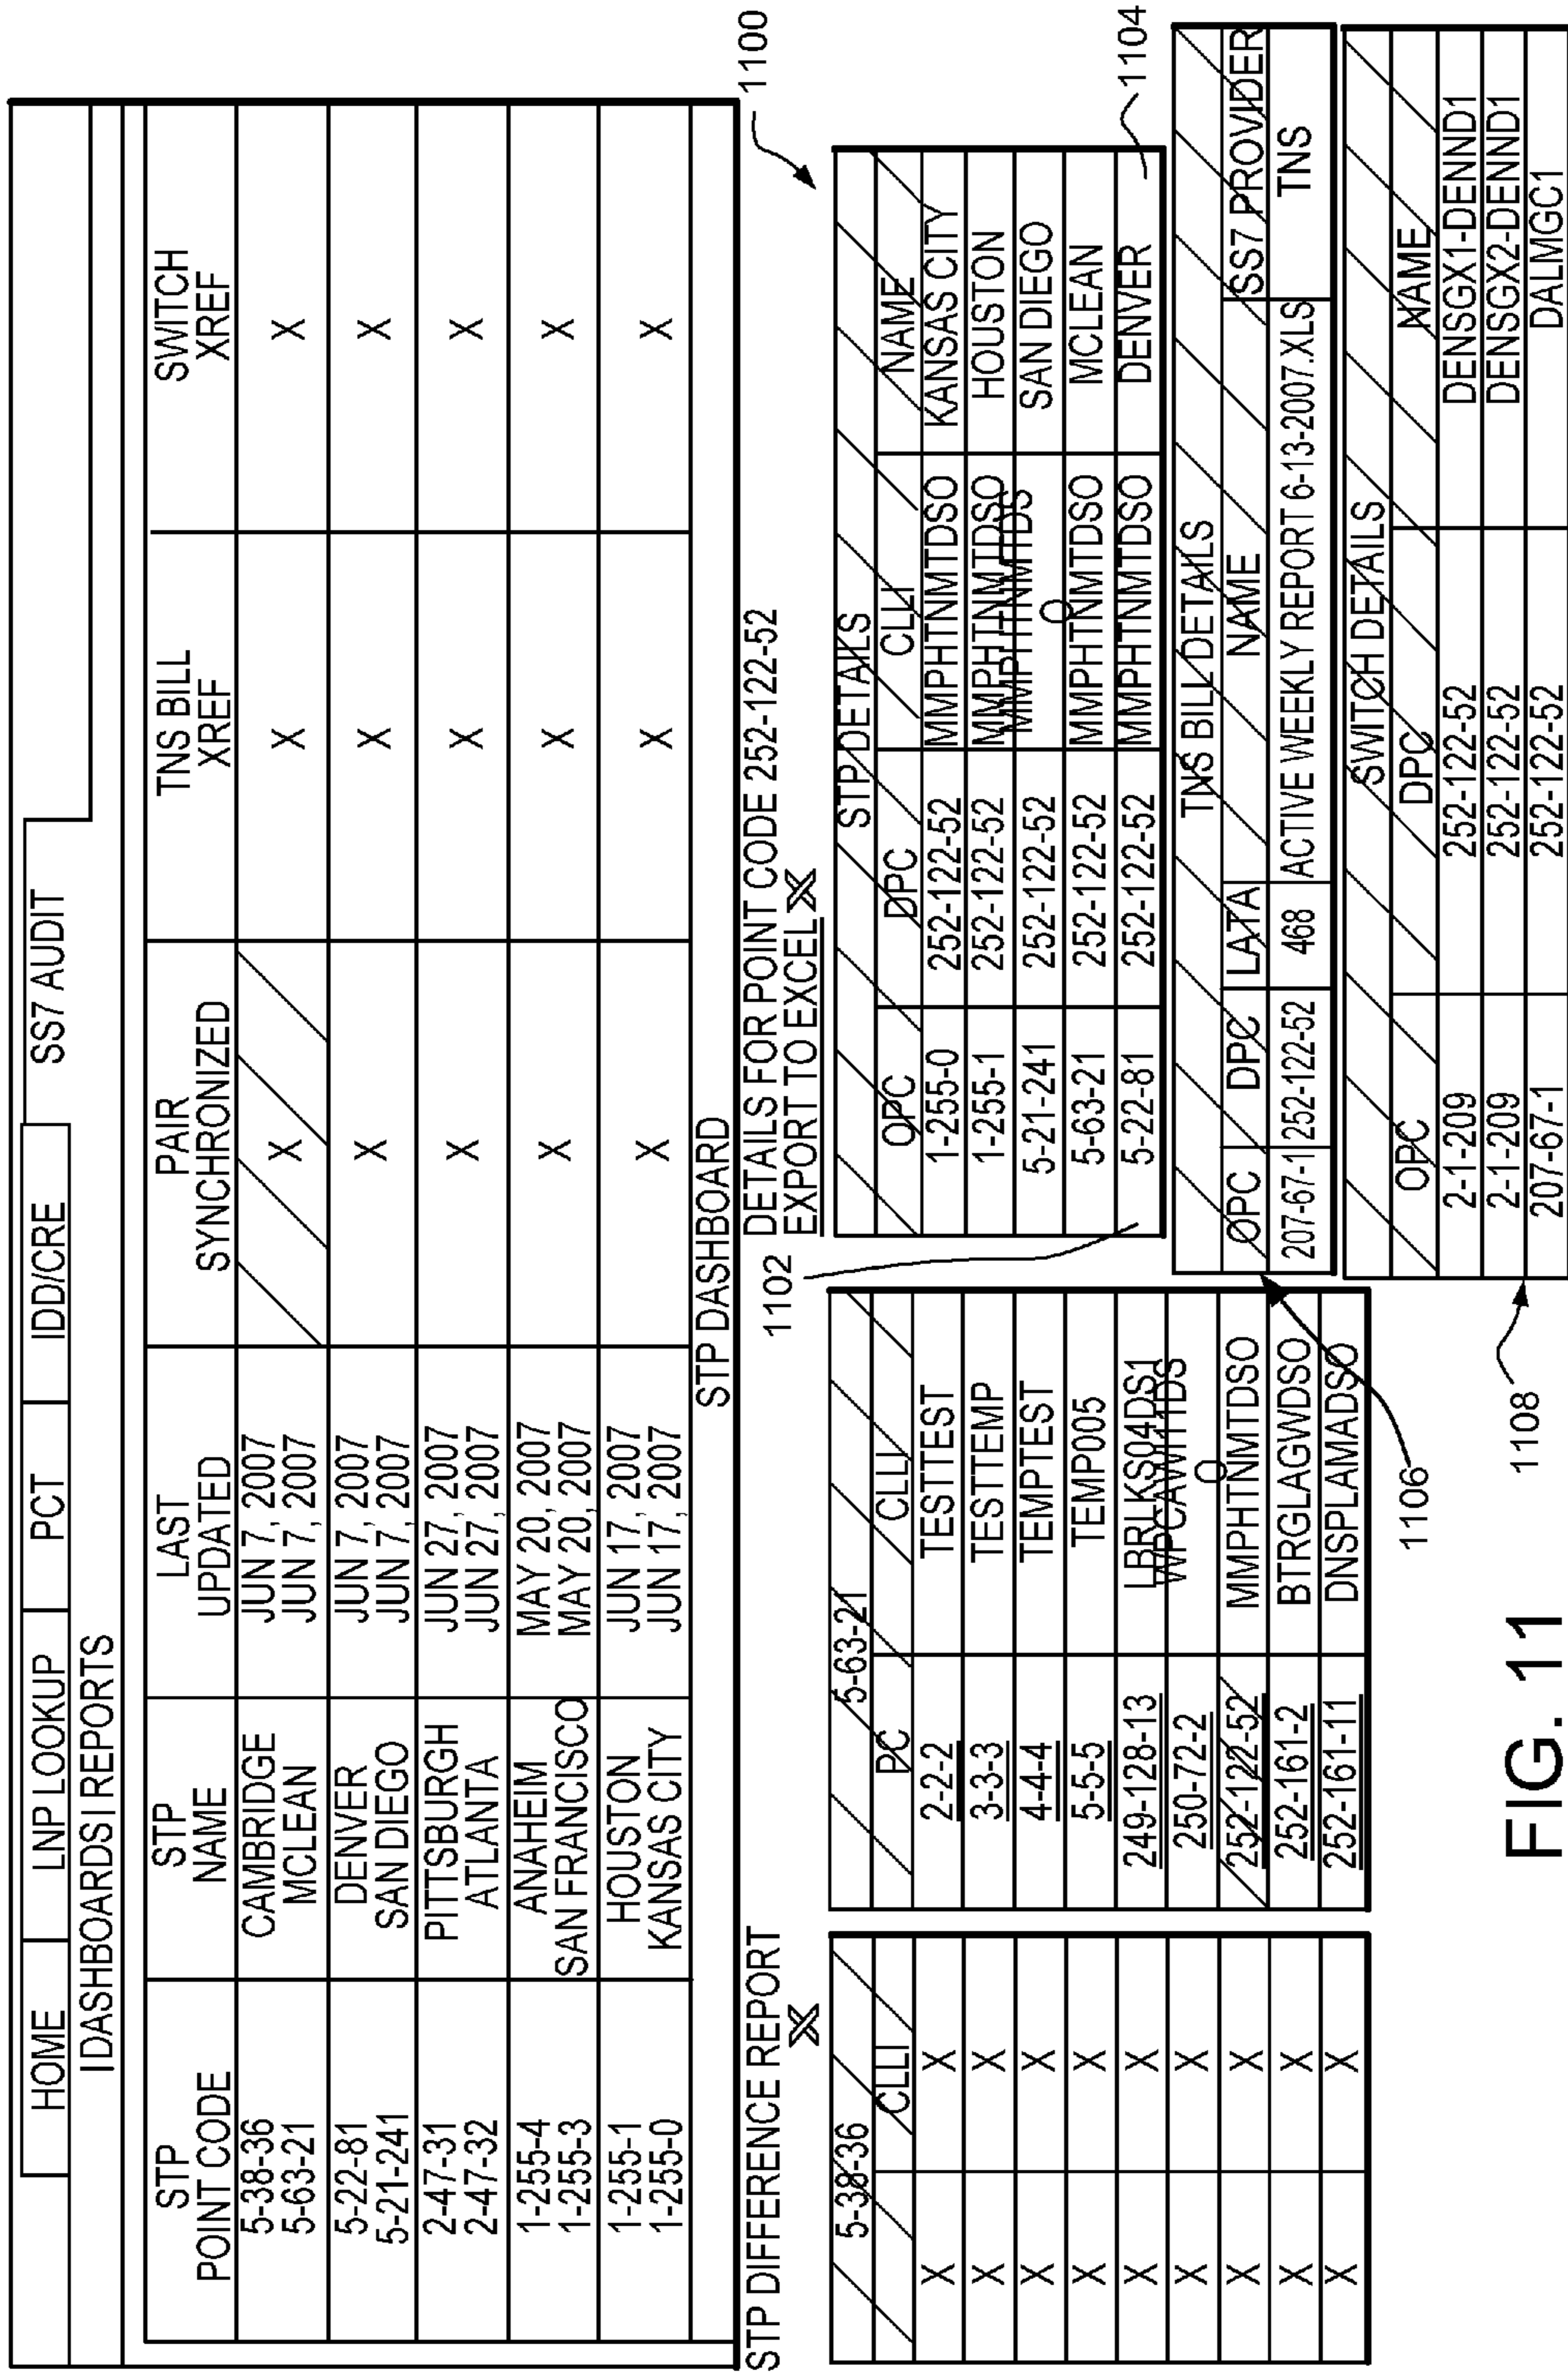 HOME LNP LOOKUP PCT IDD/CRE SS7 AUDIT
IDASHBOARDS I REPORTS
STP POINT CODE STP NAME LAST UPDATED PAIR SYNCHRONIZED TNS BILL XREF SWITCH XREF
5-38-36 CAMBRIDGE JUN 7, 2007 X X X
5-63-21 MCLEAN JUN 7, 2007
5-22-81 DENVER JUN 7, 2007 X X X
5-21-241 SAN DIEGO JUN 7, 2007
2-47-31 PITTSBURGH JUN 27, 2007 X X X
2-47-32 ATLANTA JUN 27, 2007
1-255-4 ANAHEIM MAY 20, 2007 X X X
1-255-3 SAN FRANCISCO MAY 20, 2007
1-255-1 HOUSTON JUN 17, 2007 X X X
1-255-0 KANSAS CITY JUN 17, 2007
STP DASHBOARD
STP DIFFERENCE REPORT
X
5-38-36
CLLI
X X
X X
X X
X X
X X
X X
X X
X X
X X
5-63-21
PC CLLI
2-2-2 TESTTEST
3-3-3 TESTTEMP
4-4-4 TEMPTEST
5-5-5 TEMP005
249-128-13 LBRLKS04DS1
250-72-2 WPCAWI11DSO
252-122-52 MMPHTNMTDSO
252-161-2 BTRGLAGWDSO
252-161-11 DNSPLAMADSO
DETAILS FOR POINT CODE 252-122-52
EXPORT TO EXCEL X
1100
1102
STP DETAILS
OPC DPC CLLI NAME
1-255-0 252-122-52 MMPHTNMTDSO KANSAS CITY
1-255-1 252-122-52 MMPHTNMTDSO HOUSTON
5-21-241 252-122-52 MMPHTNMTDSO SAN DIEGO
5-63-21 252-122-52 MMPHTNMTDSO MCLEAN
5-22-81 252-122-52 MMPHTNMTDSO DENVER
1104
TNS BILL DETAILS
OPC DPC LATA NAME SS7 PROVIDER
207-67-1 252-122-52 468 ACTIVE WEEKLY REPORT 6-13-2007.XLS TNS
1106
SWITCH DETAILS
OPC DPC NAME
2-11-209 252-122-52 DENSGX1-DENND1
2-11-209 252-122-52 DENSGX2-DENND1
207-67-1 252-122-52 DALMGC1
1108
FIG. 11